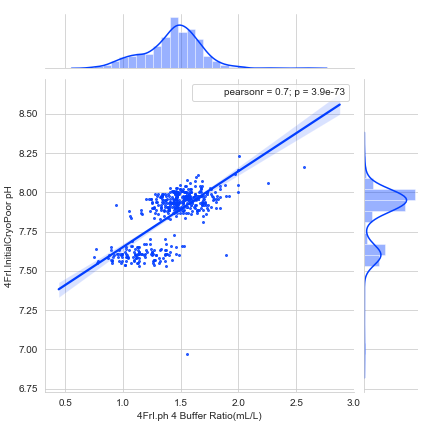 pearsonr = 0.7; p = 3.9e-73
8.50
8.25
8.00
7.75
7.50
7.25
7.00
6.75
4FrI.InitialCryoPoor pH
0.5 1.0 1.5 2.0 2.5 3.0
4FrI.ph 4 Buffer Ratio(mL/L)